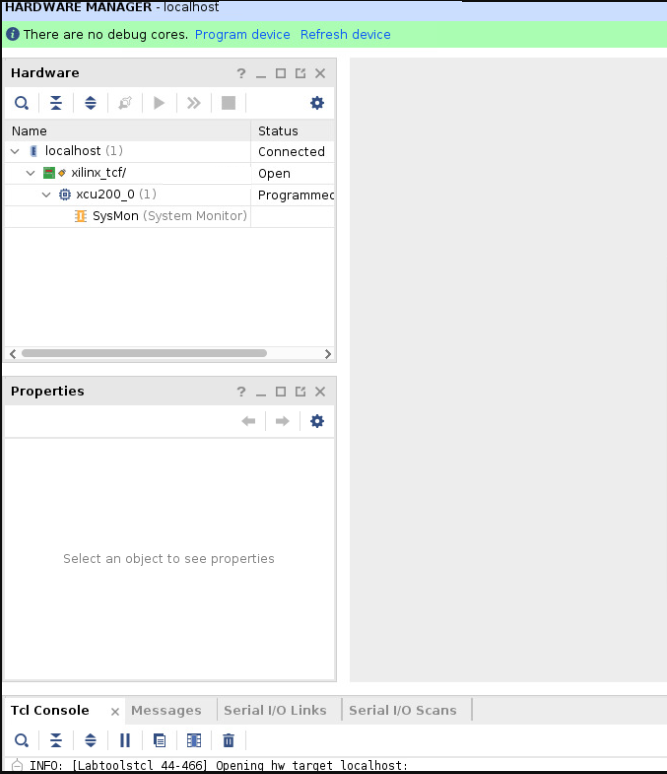 HARDWARE MANAGER - localhost
There are no debug cores. Program device Refresh device
Hardware
Name Status
localhost (1) Connected
xilinx_tcf/ Open
xcu200_0 (1) Programmed
SysMon (System Monitor)
Properties
Select an object to see properties
Tcl Console Messages Serial I/O Links Serial I/O Scans
INFO: [Labtoolstcl 44-466] Opening hw_target localhost: